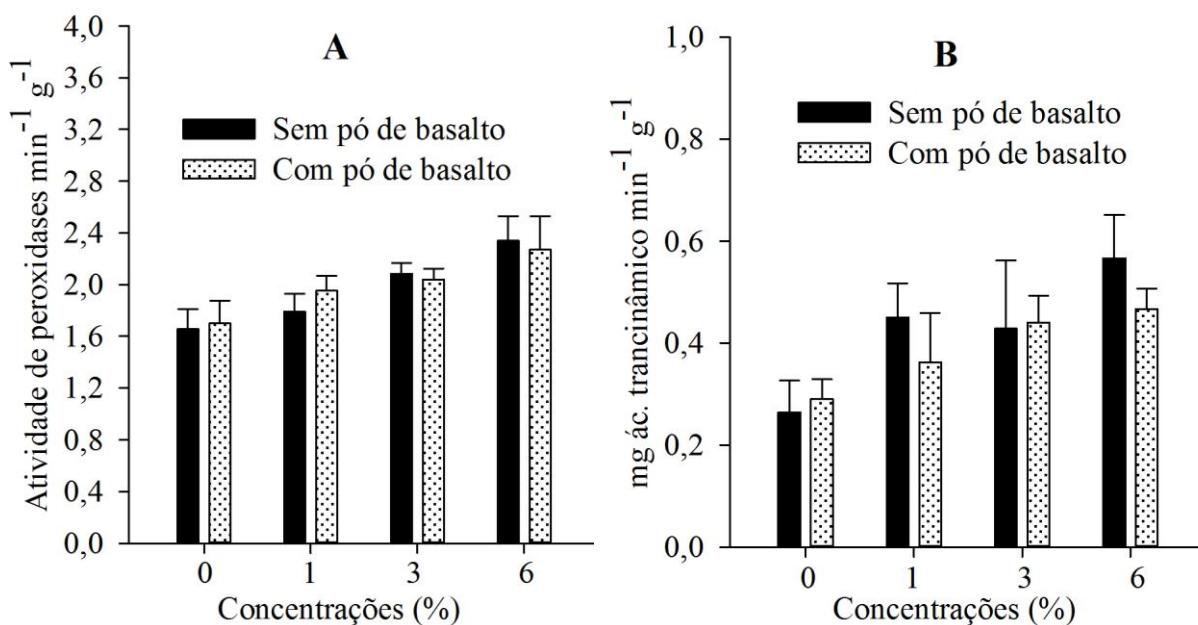 A
Sem pó de basalto
Com pó de basalto
Atividade de peroxidases min-1 g-1
4,0
3,6
3,2
2,8
2,4
2,0
1,6
1,2
0,8
0,4
0,0
0 1 3 6
Concentrações (%)
B
Sem pó de basalto
Com pó de basalto
mg ác. trancinâmico min-1 g-1
1,0
0,8
0,6
0,4
0,2
0,0
0 1 3 6
Concentrações (%)